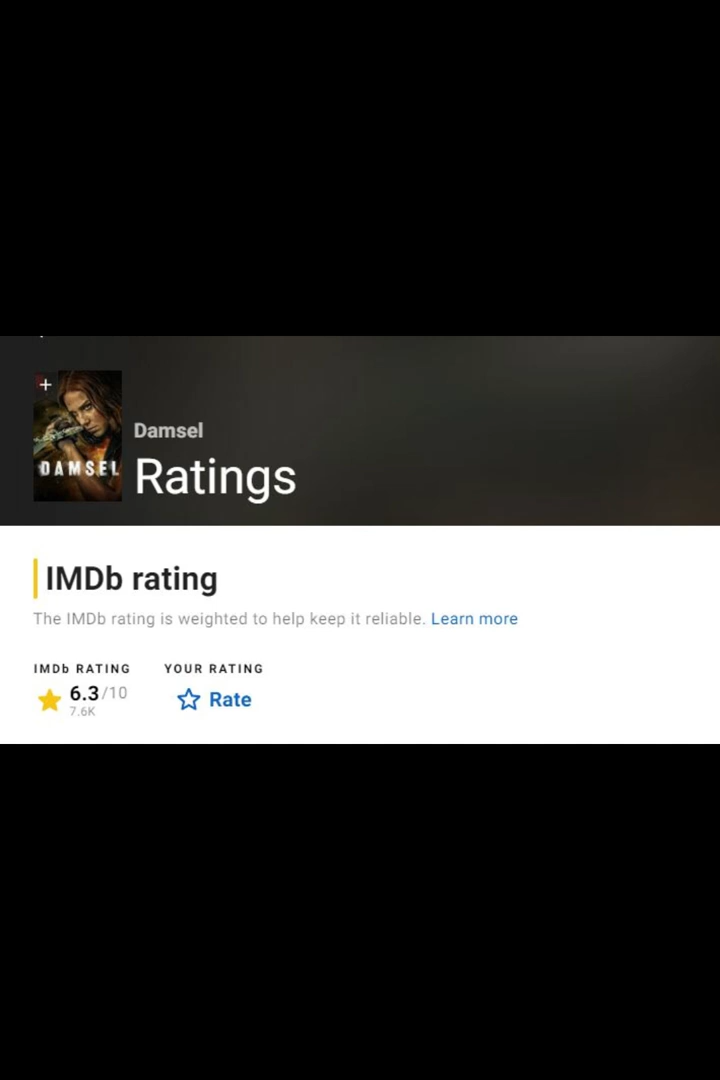 DAMSEL
Damsel
Ratings
IMDb rating
The IMDb rating is weighted to help keep it reliable. Learn more
IMDb RATING YOUR RATING
6.3/10 Rate
7.6K